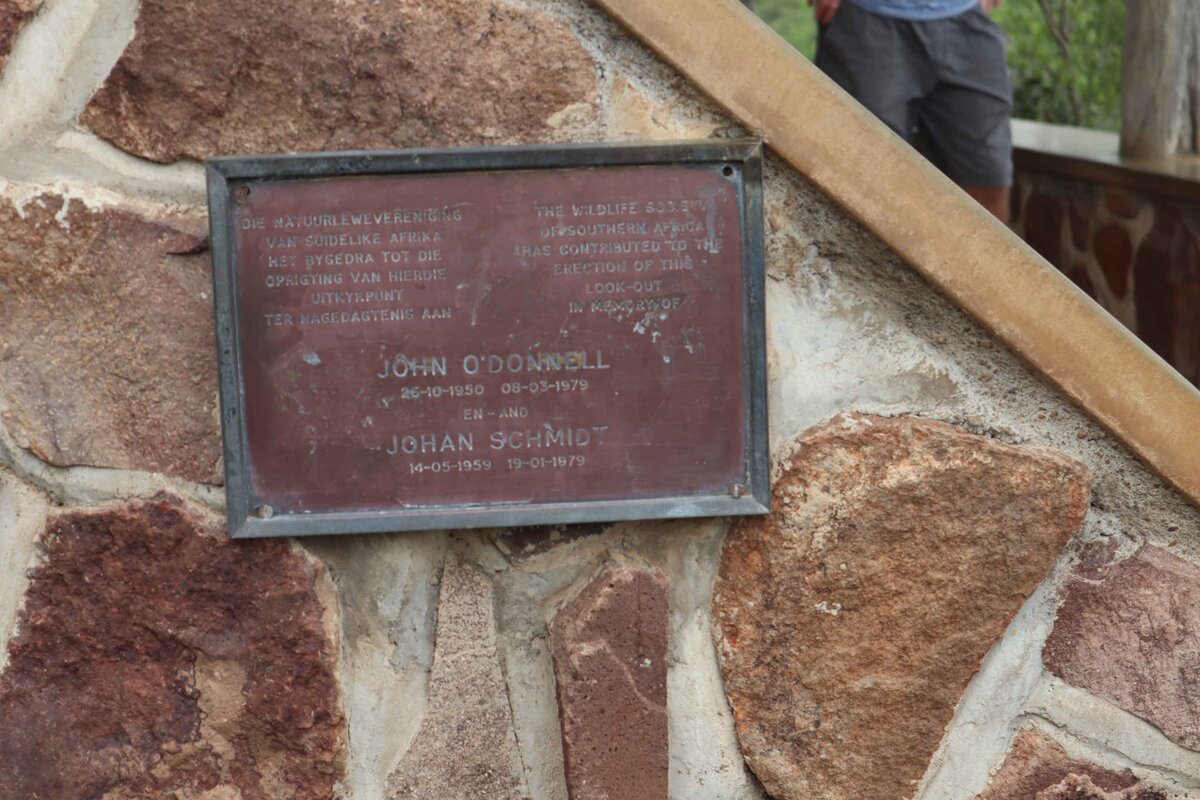 DIE NATUURLEWEVERENIGING
VAN SUIDELIKE AFRIKA
HET BYGEDRA TOT DIE
OPRIGTING VAN HIERDIE
UITKYKPUNT
TER NAGEDAGTENIS AAN
THE WILDLIFE SOSIETY
OF SOUTHERN AFRICA
HAS CONTRIBUTED TO THE
ERECTION OF THIS
LOOK-OUT
IN MEMORY OF
JOHN O'DONNELL
26-10-1950 08-03-1979
EN - AND
JOHAN SCHMIDT
14-05-1959 19-01-1879